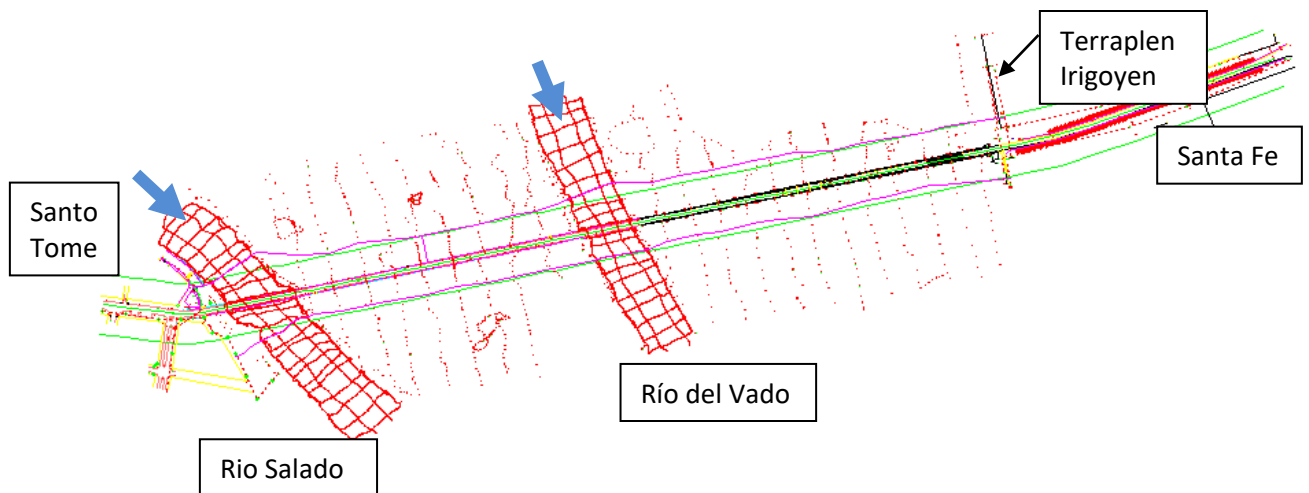 Terraplen
Irigoyen
Santa Fe
Santo
Tome
Río del Vado
Rio Salado